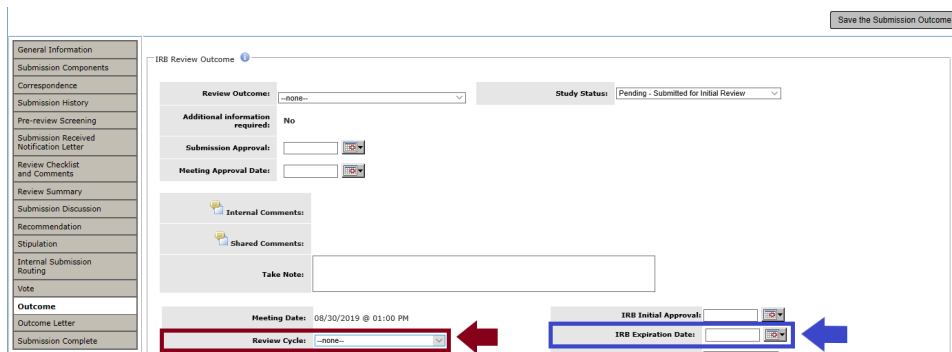 Save the Submission Outcome
General Information
Submission Components
Correspondence
Submission History
Pre-review Screening
Submission Received
Notification Letter
Review Checklist
and Comments
Review Summary
Submission Discussion
Recommendation
Stipulation
Internal Submission
Routing
Vote
Outcome
Outcome Letter
Submission Complete
IRB Review Outcome
Review Outcome: --none--
Study Status: Pending - Submitted for Initial Review
Additional information
required: No
Submission Approval:
Meeting Approval Date:
Internal Comments:
Shared Comments:
Take Note:
Meeting Date: 08/30/2019 @ 01:00 PM
IRB Initial Approval:
Review Cycle: --none--
IRB Expiration Date: